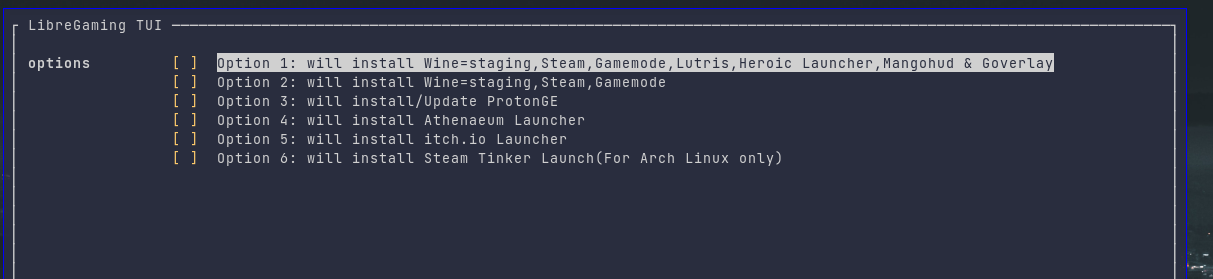 LibreGaming TUI
options [ ] Option 1: will install Wine=staging,Steam,Gamemode,Lutris,Heroic Launcher,Mangohud & Goverlay
[ ] Option 2: will install Wine=staging,Steam,Gamemode
[ ] Option 3: will install/Update ProtonGE
[ ] Option 4: will install Athenaeum Launcher
[ ] Option 5: will install itch.io Launcher
[ ] Option 6: will install Steam Tinker Launch(For Arch Linux only)